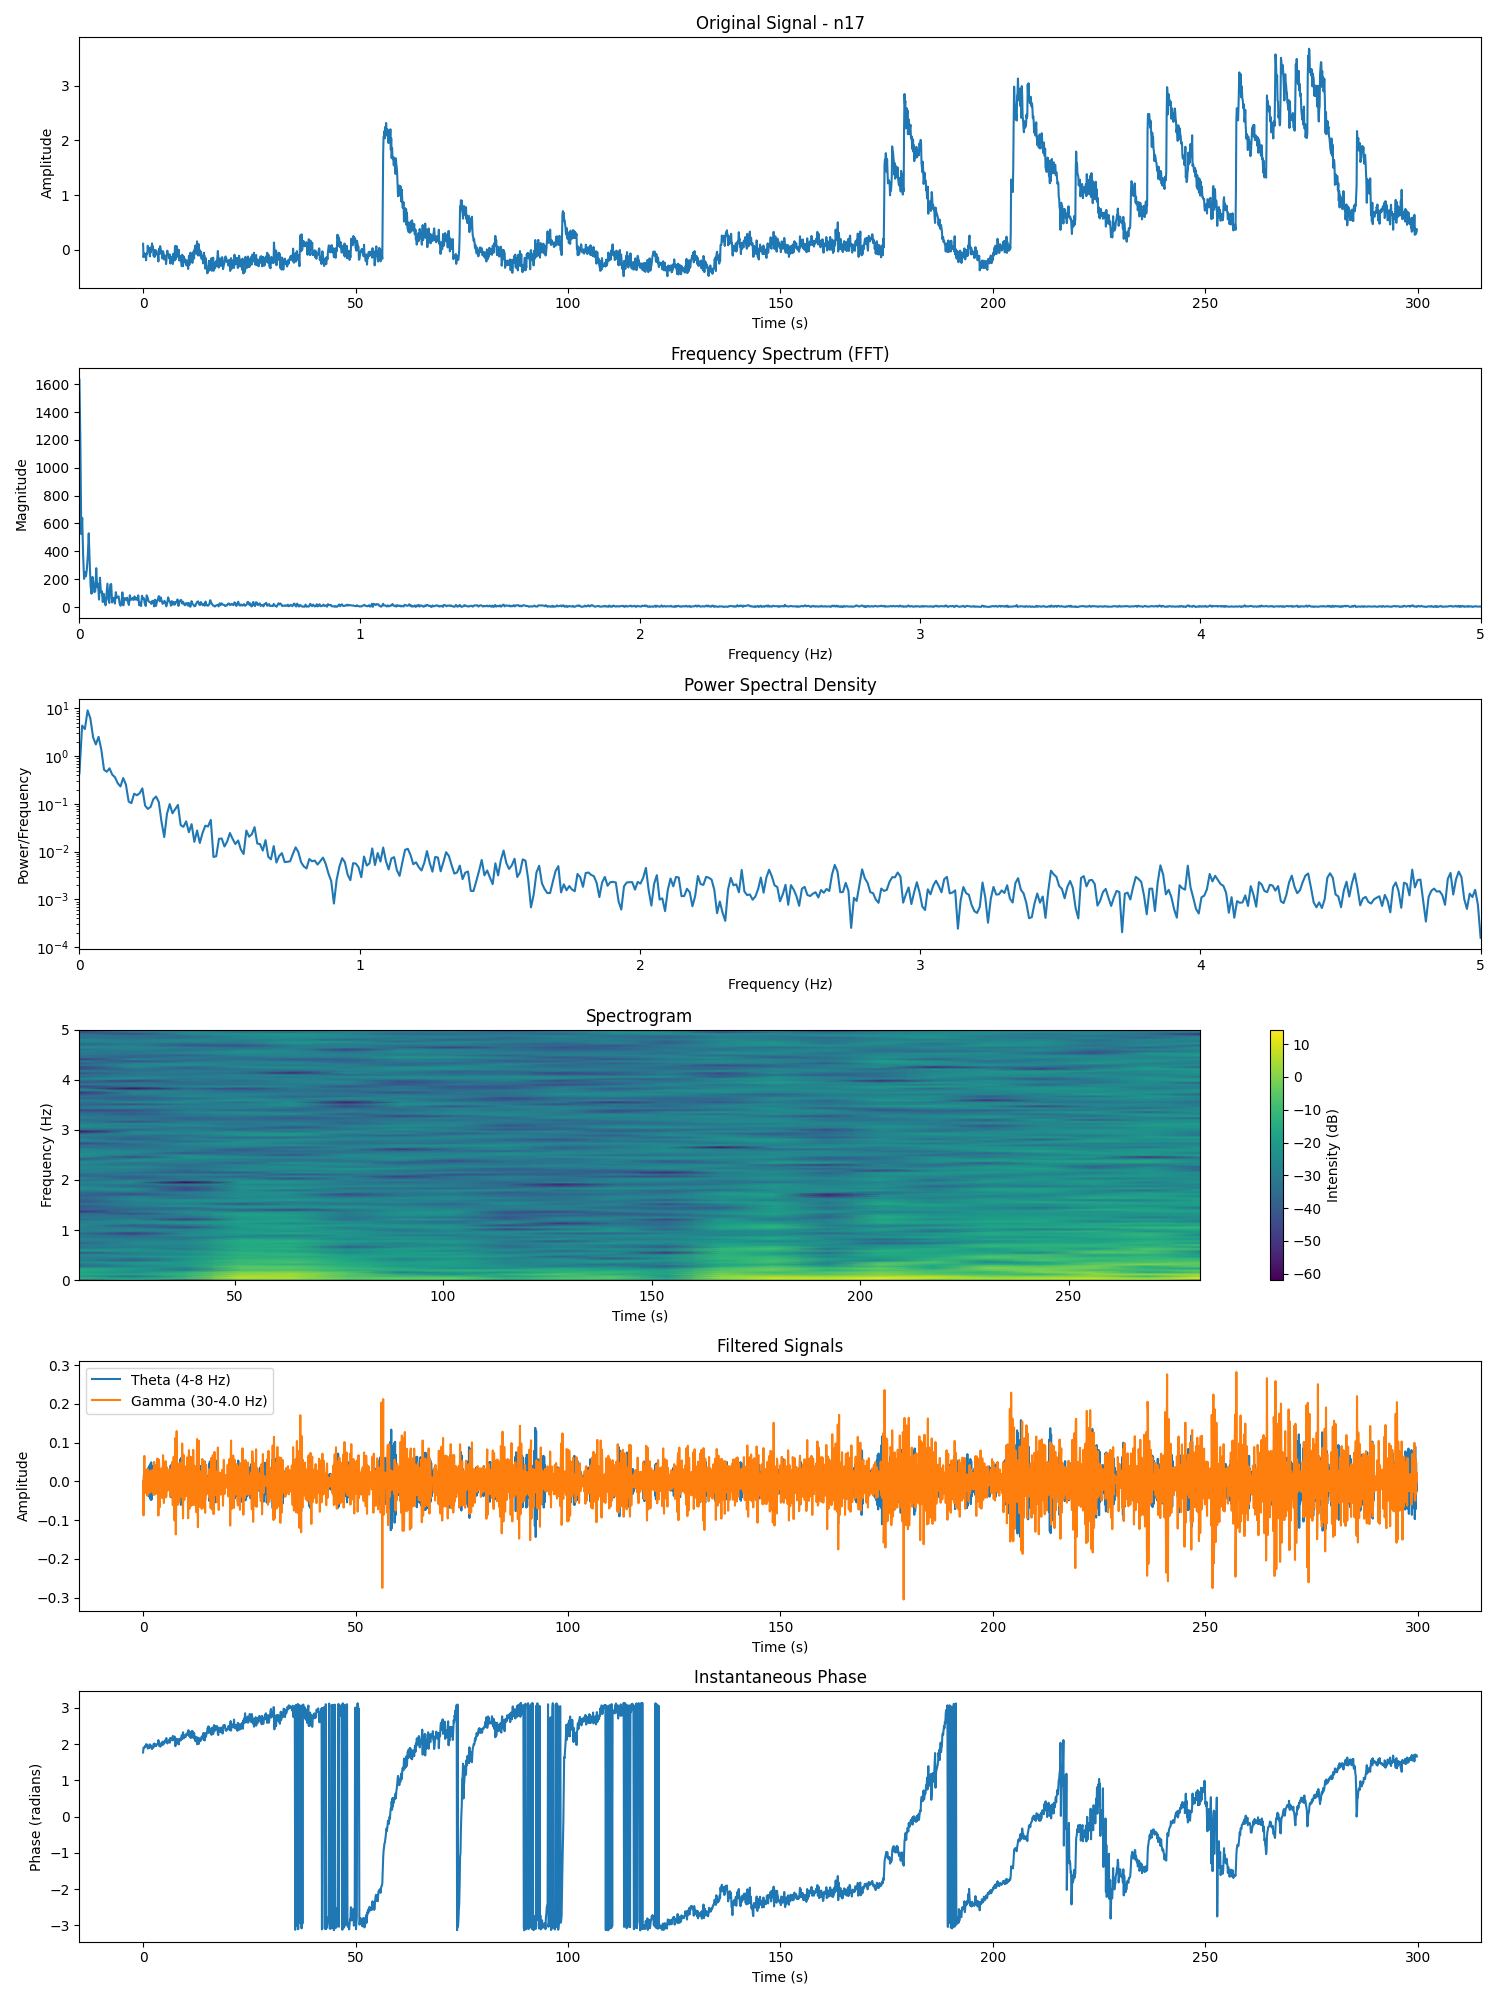 Original Signal - n17
Amplitude
3
2
1
0
0 50 100 150 200 250 300
Time (s)
Frequency Spectrum (FFT)
Magnitude
1600
1400
1200
1000
800
600
400
200
0
0 1 2 3 4 5
Frequency (Hz)
Power Spectral Density
Power/Frequency
10¹
10⁰
10⁻¹
10⁻²
10⁻³
10⁻⁴
0 1 2 3 4 5
Frequency (Hz)
Spectrogram
Frequency (Hz)
5
4
3
2
1
0
50 100 150 200 250
Time (s)
10
0
−10
−20
−30
−40
−50
−60
Intensity (dB)
Filtered Signals
Amplitude
0.3
0.2
0.1
0.0
−0.1
−0.2
−0.3
Theta (4-8 Hz)
Gamma (30-4.0 Hz)
0 50 100 150 200 250 300
Time (s)
Instantaneous Phase
Phase (radians)
3
2
1
0
−1
−2
−3
0 50 100 150 200 250 300
Time (s)